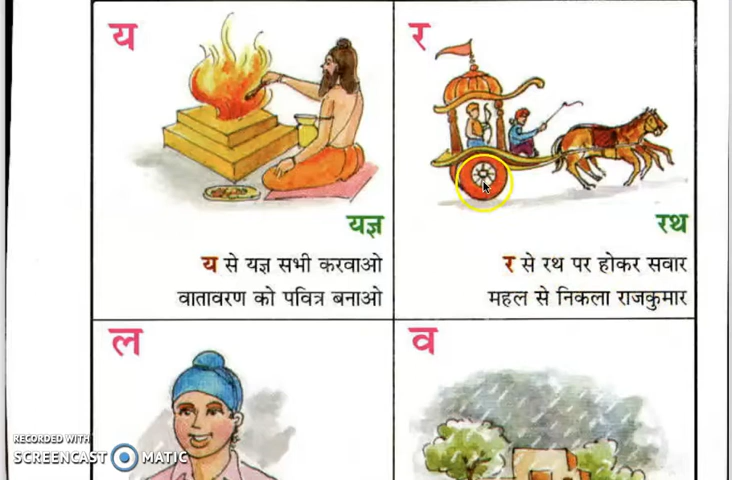 य
यज्ञ
य से यज्ञ सभी करवाओ
वातावरण को पवित्र बनाओ
र
रथ
र से रथ पर होकर सवार
महल से निकला राजकुमार
ल
व
RECORDED WITH
SCREENCAST MATIC